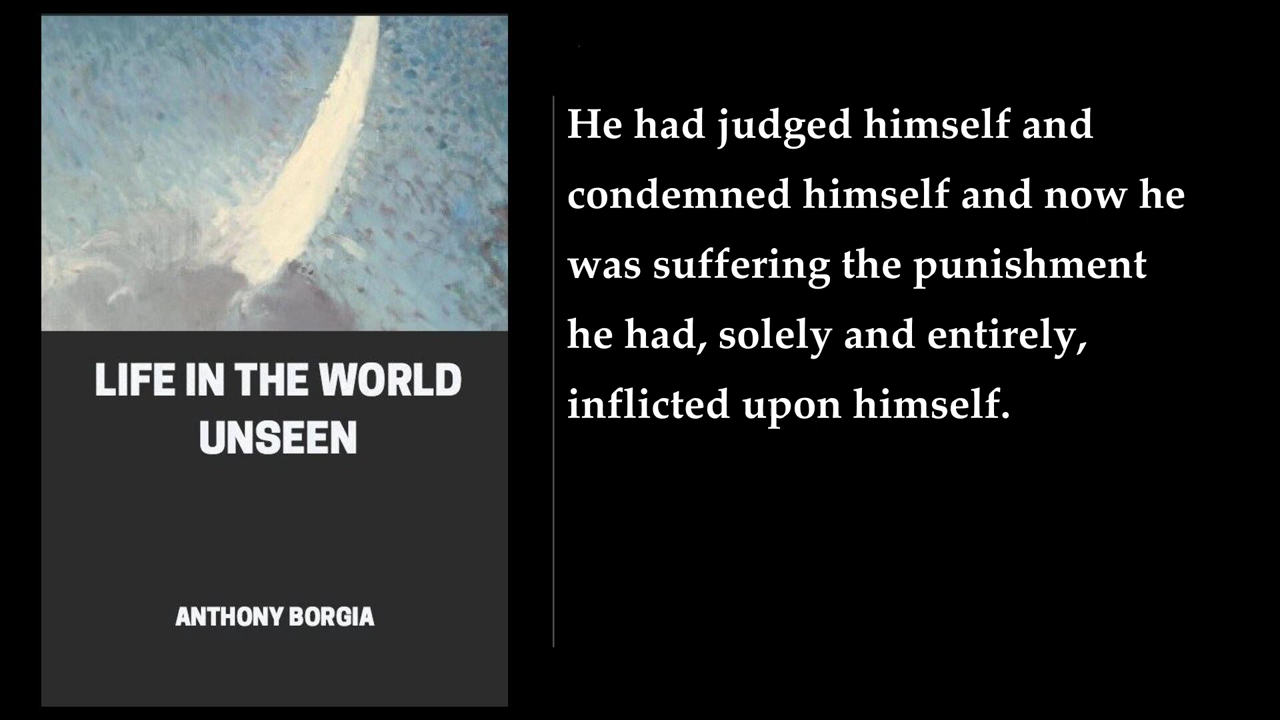 LIFE IN THE WORLD
UNSEEN
ANTHONY BORGIA
He had judged himself and
condemned himself and now he
was suffering the punishment
he had, solely and entirely,
inflicted upon himself.